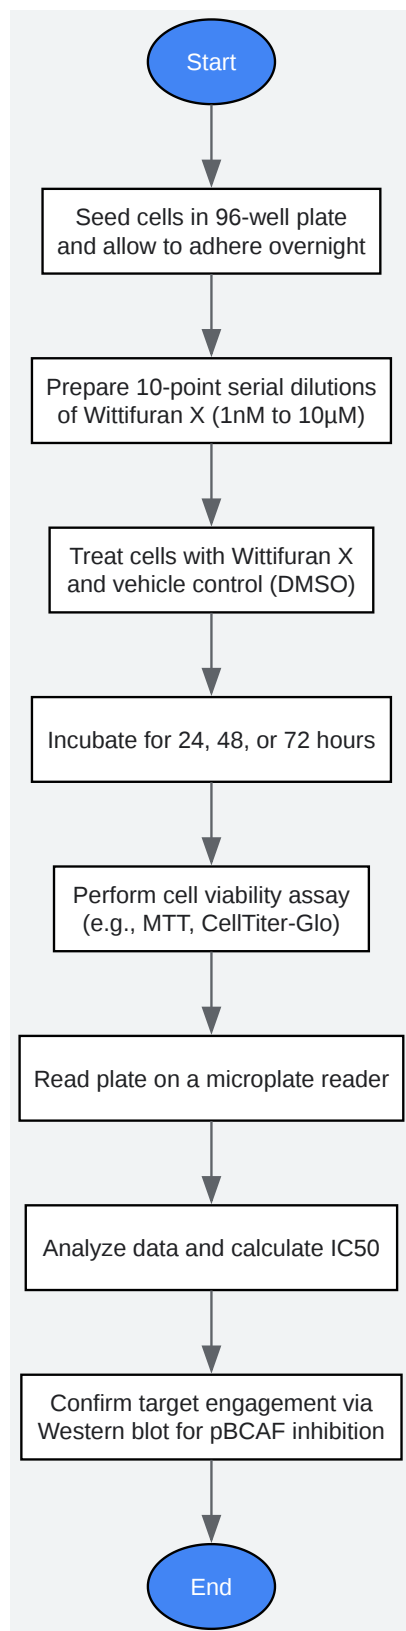 Start
Seed cells in 96-well plate
and allow to adhere overnight
Prepare 10-point serial dilutions
of Wittifuran X (1nM to 10µM)
Treat cells with Wittifuran X
and vehicle control (DMSO)
Incubate for 24, 48, or 72 hours
Perform cell viability assay
(e.g., MTT, CellTiter-Glo)
Read plate on a microplate reader
Analyze data and calculate IC50
Confirm target engagement via
Western blot for pBCAF inhibition
End